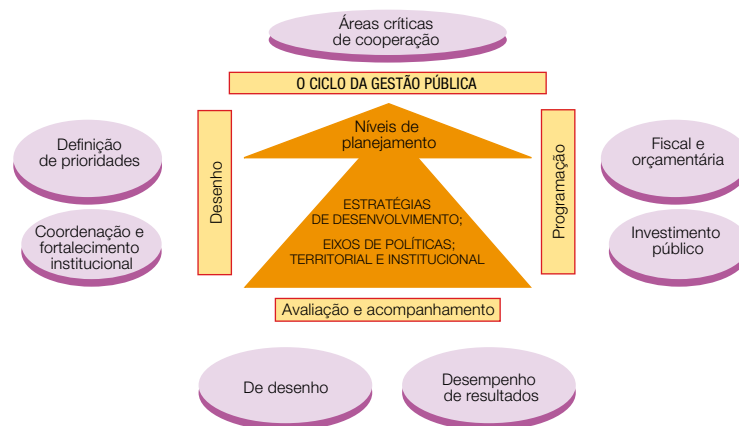 Áreas críticas
de cooperação
O CICLO DA GESTÃO PÚBLICA
Níveis de
planejamento
Definição
de prioridades
Desenho
Programação
Fiscal e
orçamentária
ESTRATÉGIAS
DE DESENVOLVIMENTO;
EIXOS DE POLÍTICAS;
TERRITORIAL E INSTITUCIONAL
Coordenação e
fortalecimento
institucional
Investimento
público
Avaliação e acompanhamento
De desenho
Desempenho
de resultados